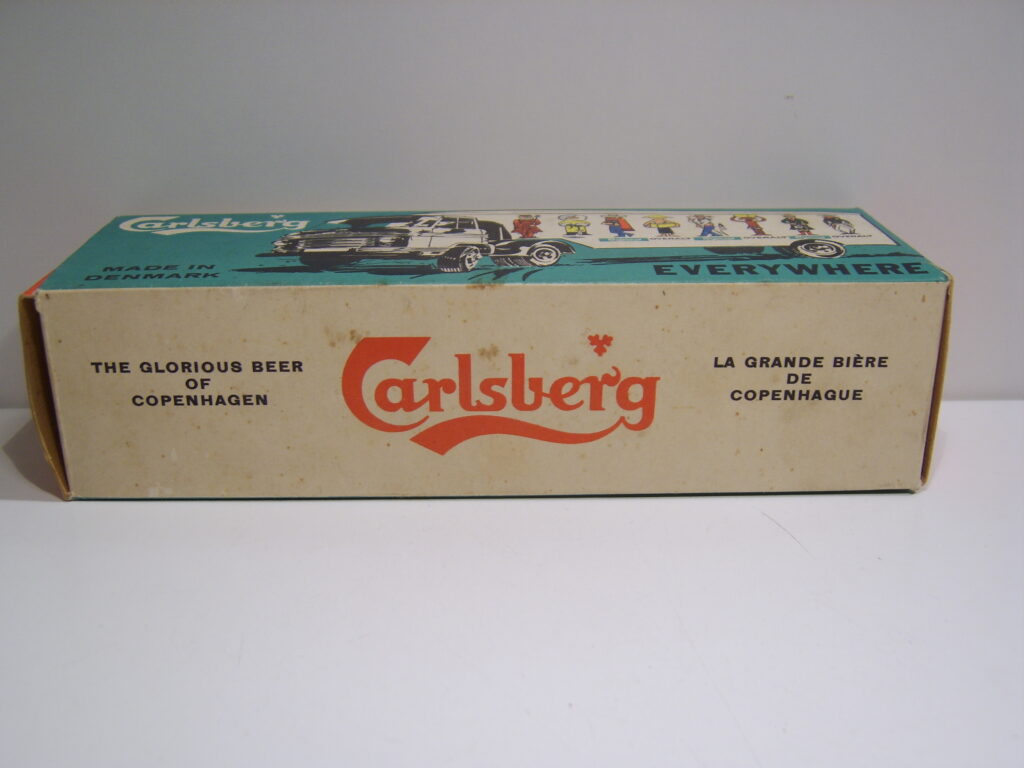 Carlsberg
MADE IN
DENMARK
EVERYWHERE
THE GLORIOUS BEER
OF
COPENHAGEN
Carlsberg
LA GRANDE BIÈRE
DE
COPENHAGUE